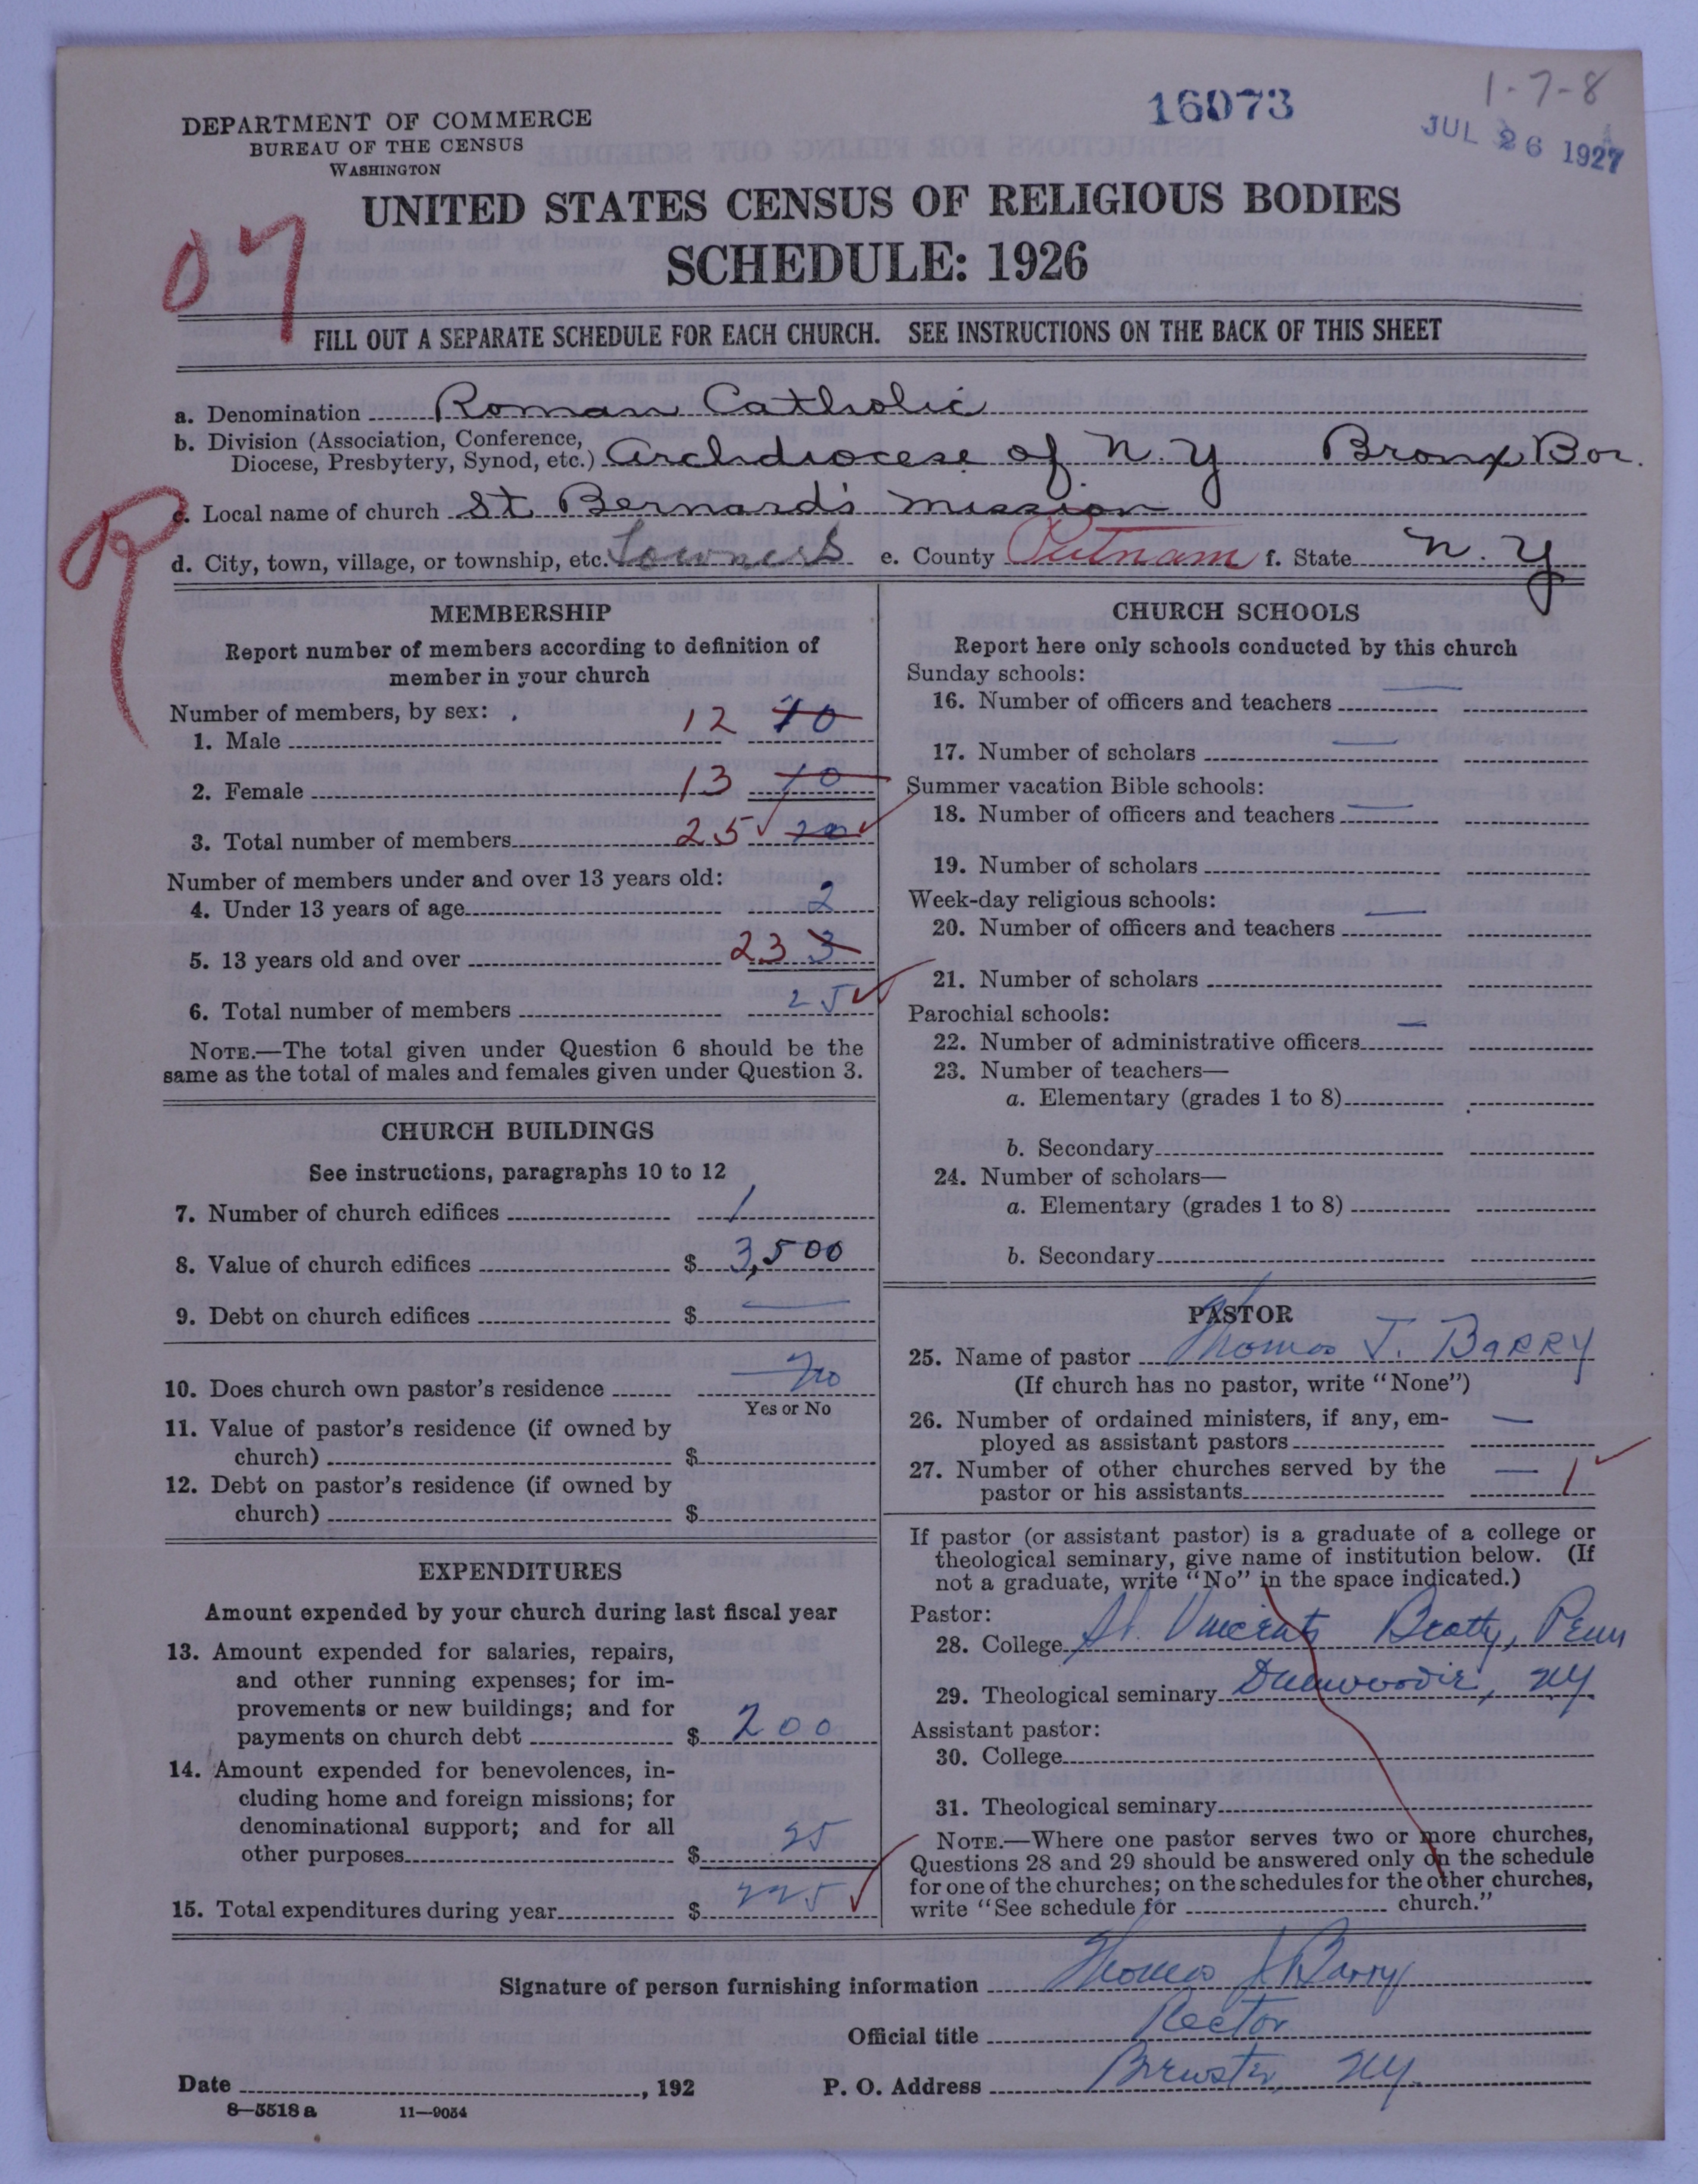 1-7-8
16073
JUL 26 1927
DEPARTMENT OF COMMERCE
BUREAU OF THE CENSUS
WASHINGTON
UNITED STATES CENSUS OF RELIGIOUS BODIES
SCHEDULE: 1926
07
FILL OUT A SEPARATE SCHEDULE FOR EACH CHURCH. SEE INSTRUCTIONS ON THE BACK OF THIS SHEET
a. Denomination Roman Catholic
b. Division (Association, Conference,
Diocese, Presbytery, Synod, etc.) Archdiocese of N.Y Bronx Bor.
R
c. Local name of church St Bernard's Mission
d. City, town, village, or township, etc. Towners e. County Putnam f. State N.Y
MEMBERSHIP
Report number of members according to definition of
member in your church
Number of members, by sex:
1. Male 12 10
2. Female 13 10
3. Total number of members 25 20
Number of members under and over 13 years old:
4. Under 13 years of age 2
5. 13 years old and over 23 3
6. Total number of members 25
NOTE.—The total given under Question 6 should be the
same as the total of males and females given under Question 3.
CHURCH BUILDINGS
See instructions, paragraphs 10 to 12
7. Number of church edifices 1
8. Value of church edifices $ 3,500
9. Debt on church edifices $ —
10. Does church own pastor's residence No
Yes or No
11. Value of pastor's residence (if owned by
church) $
12. Debt on pastor's residence (if owned by
church) $
EXPENDITURES
Amount expended by your church during last fiscal year
13. Amount expended for salaries, repairs,
and other running expenses; for im-
provements or new buildings; and for
payments on church debt $ 200
14. Amount expended for benevolences, in-
cluding home and foreign missions; for
denominational support; and for all
other purposes $ 25
15. Total expenditures during year $ 225
CHURCH SCHOOLS
Report here only schools conducted by this church
Sunday schools:
16. Number of officers and teachers —
17. Number of scholars —
Summer vacation Bible schools:
18. Number of officers and teachers —
19. Number of scholars
Week-day religious schools:
20. Number of officers and teachers —
21. Number of scholars
Parochial schools:
22. Number of administrative officers —
23. Number of teachers—
a. Elementary (grades 1 to 8)
b. Secondary
24. Number of scholars—
a. Elementary (grades 1 to 8)
b. Secondary
PASTOR
25. Name of pastor Thomas J. BARRY
(If church has no pastor, write "None")
26. Number of ordained ministers, if any, em-
ployed as assistant pastors —
27. Number of other churches served by the
pastor or his assistants — 1
If pastor (or assistant pastor) is a graduate of a college or
theological seminary, give name of institution below. (If
not a graduate, write "No" in the space indicated.)
Pastor:
28. College St. Vincents Beatty, Penn
29. Theological seminary Dunwoodie, NY
Assistant pastor:
30. College
31. Theological seminary
NOTE.—Where one pastor serves two or more churches,
Questions 28 and 29 should be answered only on the schedule
for one of the churches; on the schedules for the other churches,
write "See schedule for church."
Signature of person furnishing information Thomas J Barry
Official title Rector
Date , 192 P. O. Address Brewster, NY
8—5518 a 11—9054